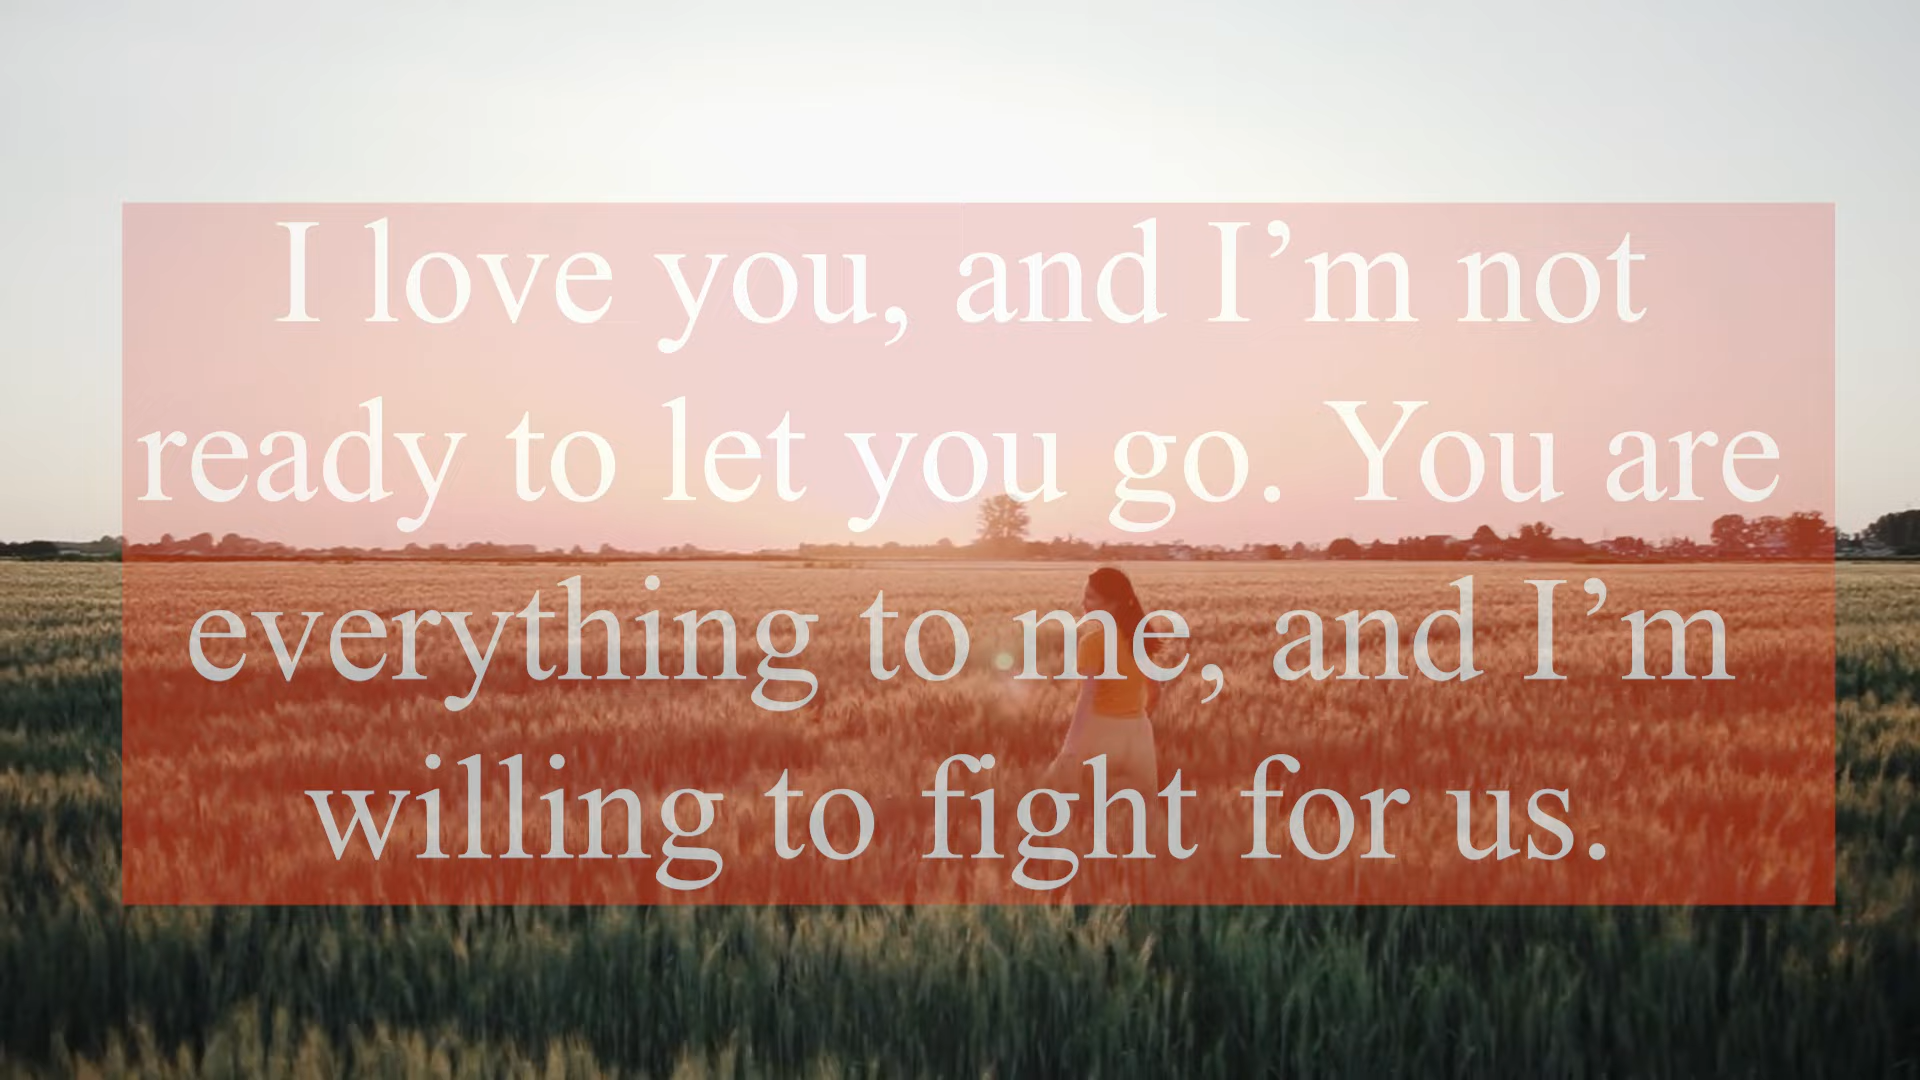 I love you, and I’m not
ready to let you go. You are
everything to me, and I’m
willing to fight for us.